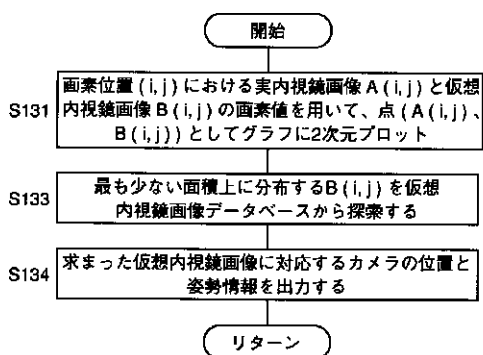 開始
S131
画素位置(i,j)における実内視鏡画像A(i,j)と仮想
内視鏡画像B(i,j)の画素値を用いて、点(A(i,j)、
B(i,j))としてグラフに2次元プロット
S133
最も少ない面積上に分布するB(i,j)を仮想
内視鏡画像データベースから探索する
S134
求まった仮想内視鏡画像に対応するカメラの位置と
姿勢情報を出力する
リターン